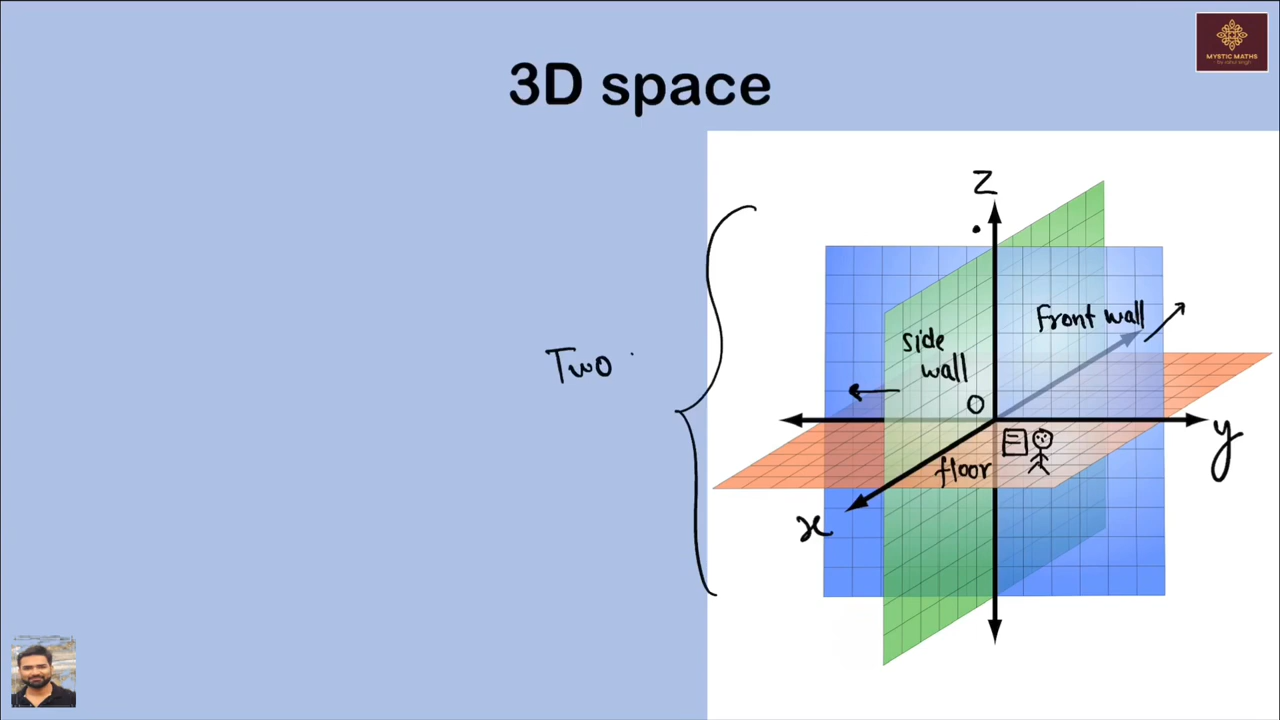 3D space
MYSTIC MATHS
Z
Front wall
side
wall
O
Two
y
floor
x